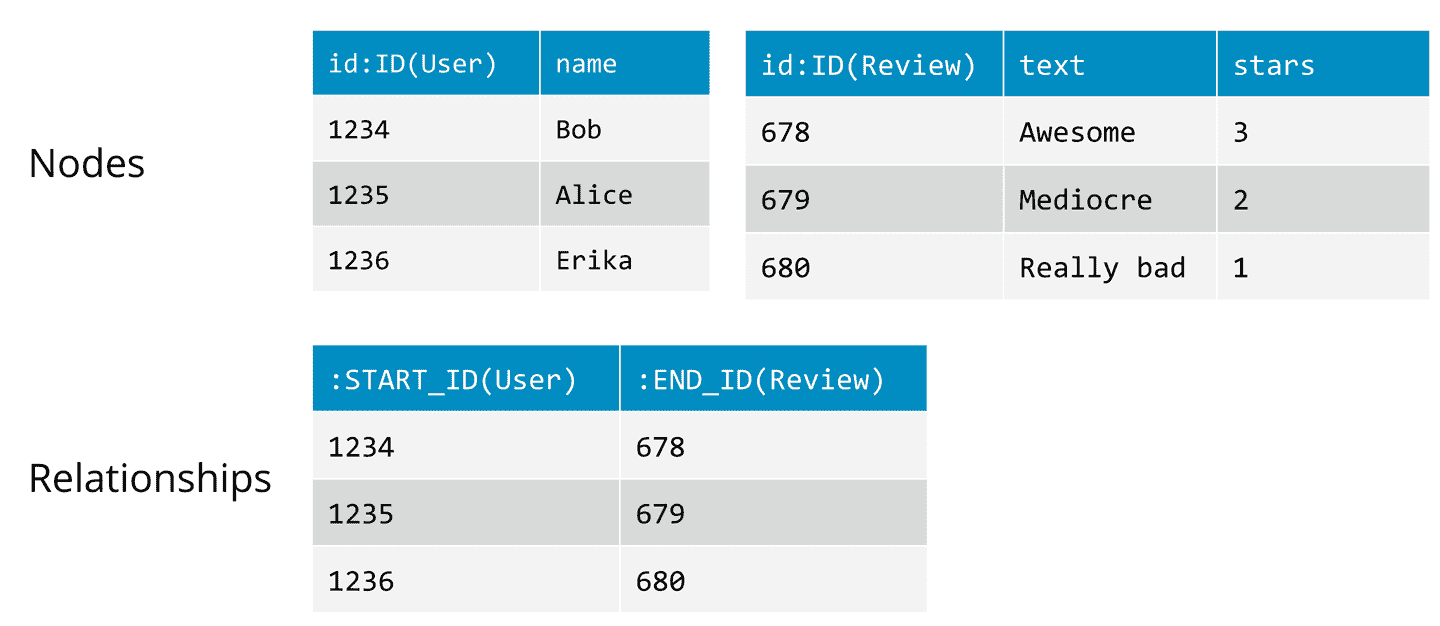 Nodes
id:ID(User) name
1234 Bob
1235 Alice
1236 Erika
id:ID(Review) text stars
678 Awesome 3
679 Mediocre 2
680 Really bad 1
Relationships
:START_ID(User) :END_ID(Review)
1234 678
1235 679
1236 680